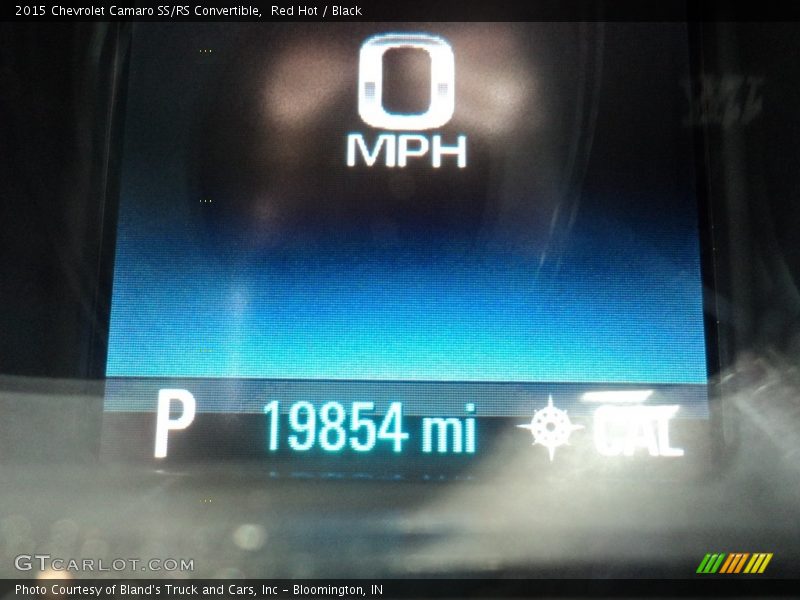 2015 Chevrolet Camaro SS/RS Convertible, Red Hot / Black
0
MPH
P 19854 mi CAL
GTCARLOT.COM
Photo Courtesy of Bland's Truck and Cars, Inc - Bloomington, IN